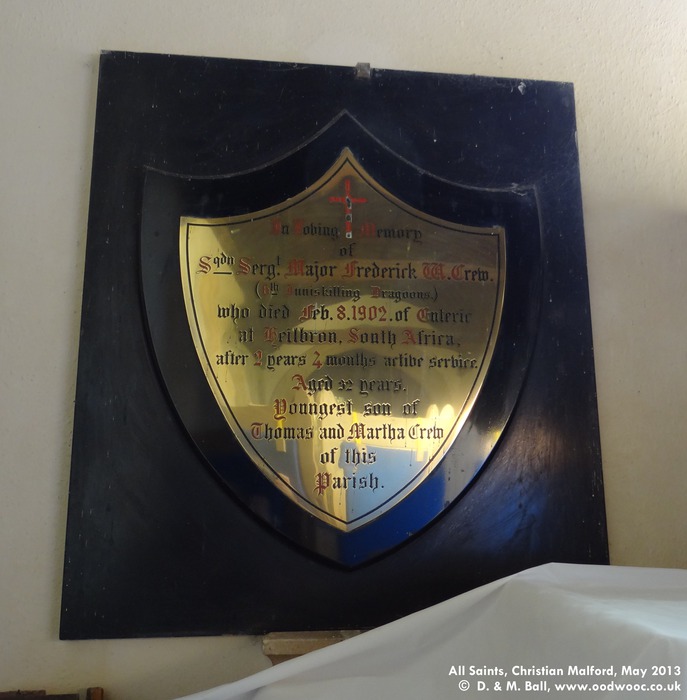 In Loving Memory
of
Sqdn Sergt Major Frederick W. Crew.
(6th Inniskilling Dragoons.)
who died Feb. 8. 1902. of Enteric
at Heilbron, South Africa,
after 2 years 4 months active service.
Aged 32 years.
Youngest son of
Thomas and Martha Crew
of this
Parish.
All Saints, Christian Malford, May 2013
© D. & M. Ball, www.oodwooc.co.uk